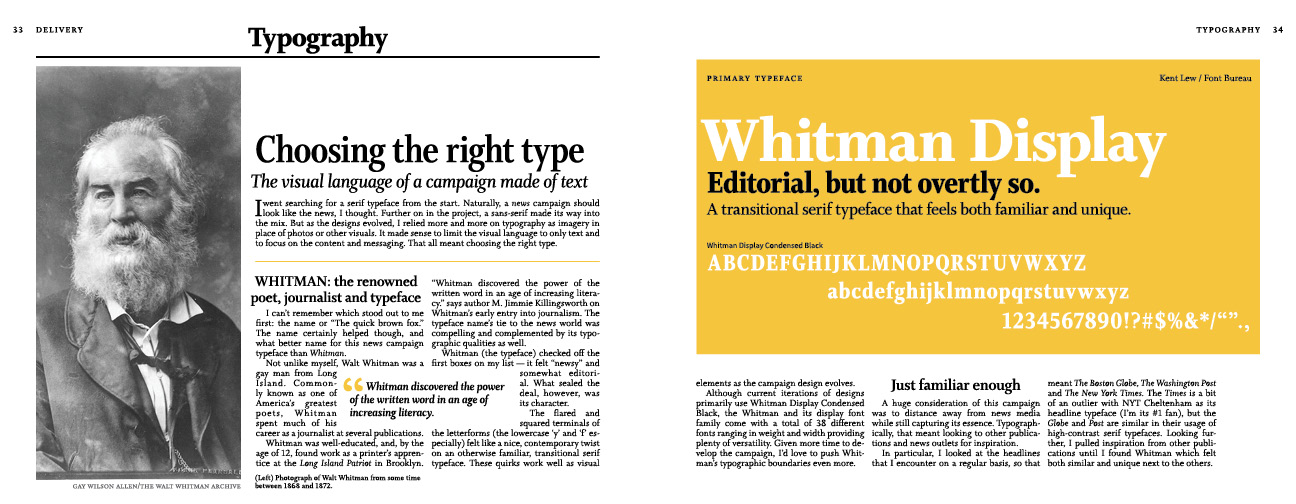 33 DELIVERY
Typography
Choosing the right type
The visual language of a campaign made of text
I went searching for a serif typeface from the start. Naturally, a news campaign should
look like the news, I thought. Further on in the project, a sans-serif made its way into
the mix. But as the designs evolved, I relied more and more on typography as imagery in
place of photos or other visuals. It made sense to limit the visual language to only text and
to focus on the content and messaging. That all meant choosing the right type.
WHITMAN: the renowned
poet, journalist and typeface
I can't remember which stood out to me
first: the name or “The quick brown fox.”
The name certainly helped though, and
what better name for this news campaign
typeface than Whitman.
Not unlike myself, Walt Whitman was a
gay man from Long
Island. Common-
ly known as one of
America's greatest
poets, Whitman
spent much of his
career as a journalist at several publications.
Whitman was well-educated, and, by the
age of 12, found work as a printer's appren-
tice at the Long Island Patriot in Brooklyn.
(Left) Photograph of Walt Whitman from some time
between 1868 and 1872.
GAY WILSON ALLEN/THE WALT WHITMAN ARCHIVE
“Whitman discovered the power
of the written word in an age of
increasing literacy.
“Whitman discovered the power of the
written word in an age of increasing litera-
cy.” says author M. Jimmie Killingsworth on
Whitman's early entry into journalism. The
typeface name's tie to the news world was
compelling and complemented by its typo-
graphic qualities as well.
Whitman (the typeface) checked off the
first boxes on my list — it felt “newsy” and
somewhat editori-
al. What sealed the
deal, however, was
its character.
The flared and
squared terminals of
the letterforms (the lowercase 'y' and 'f' es-
pecially) felt like a nice, contemporary twist
on an otherwise familiar, transitional serif
typeface. These quirks work well as visual
TYPOGRAPHY 34
PRIMARY TYPEFACE
Kent Lew / Font Bureau
Whitman Display
Editorial, but not overtly so.
A transitional serif typeface that feels both familiar and unique.
Whitman Display Condensed Black
ABCDEFGHIJKLMNOPQRSTUVWXYZ
abcdefghijklmnopqrstuvwxyz
1234567890!?#$%&*/“”.,
elements as the campaign design evolves.
Although current iterations of designs
primarily use Whitman Display Condensed
Black, the Whitman and its display font
family come with a total of 38 different
fonts ranging in weight and width providing
plenty of versatility. Given more time to de-
velop the campaign, I'd love to push Whit-
man's typographic boundaries even more.
Just familiar enough
A huge consideration of this campaign
was to distance away from news media
while still capturing its essence. Typograph-
ically, that meant looking to other publica-
tions and news outlets for inspiration.
In particular, I looked at the headlines
that I encounter on a regular basis, so that
meant The Boston Globe, The Washington Post
and The New York Times. The Times is a bit
of an outlier with NYT Cheltenham as its
headline typeface (I'm its #1 fan), but the
Globe and Post are similar in their usage of
high-contrast serif typefaces. Looking fur-
ther, I pulled inspiration from other publi-
cations until I found Whitman which felt
both similar and unique next to the others.